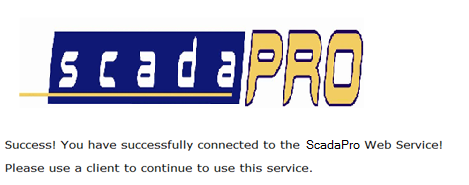 scadaPRO
Success! You have successfully connected to the ScadaPro Web Service!
Please use a client to continue to use this service.